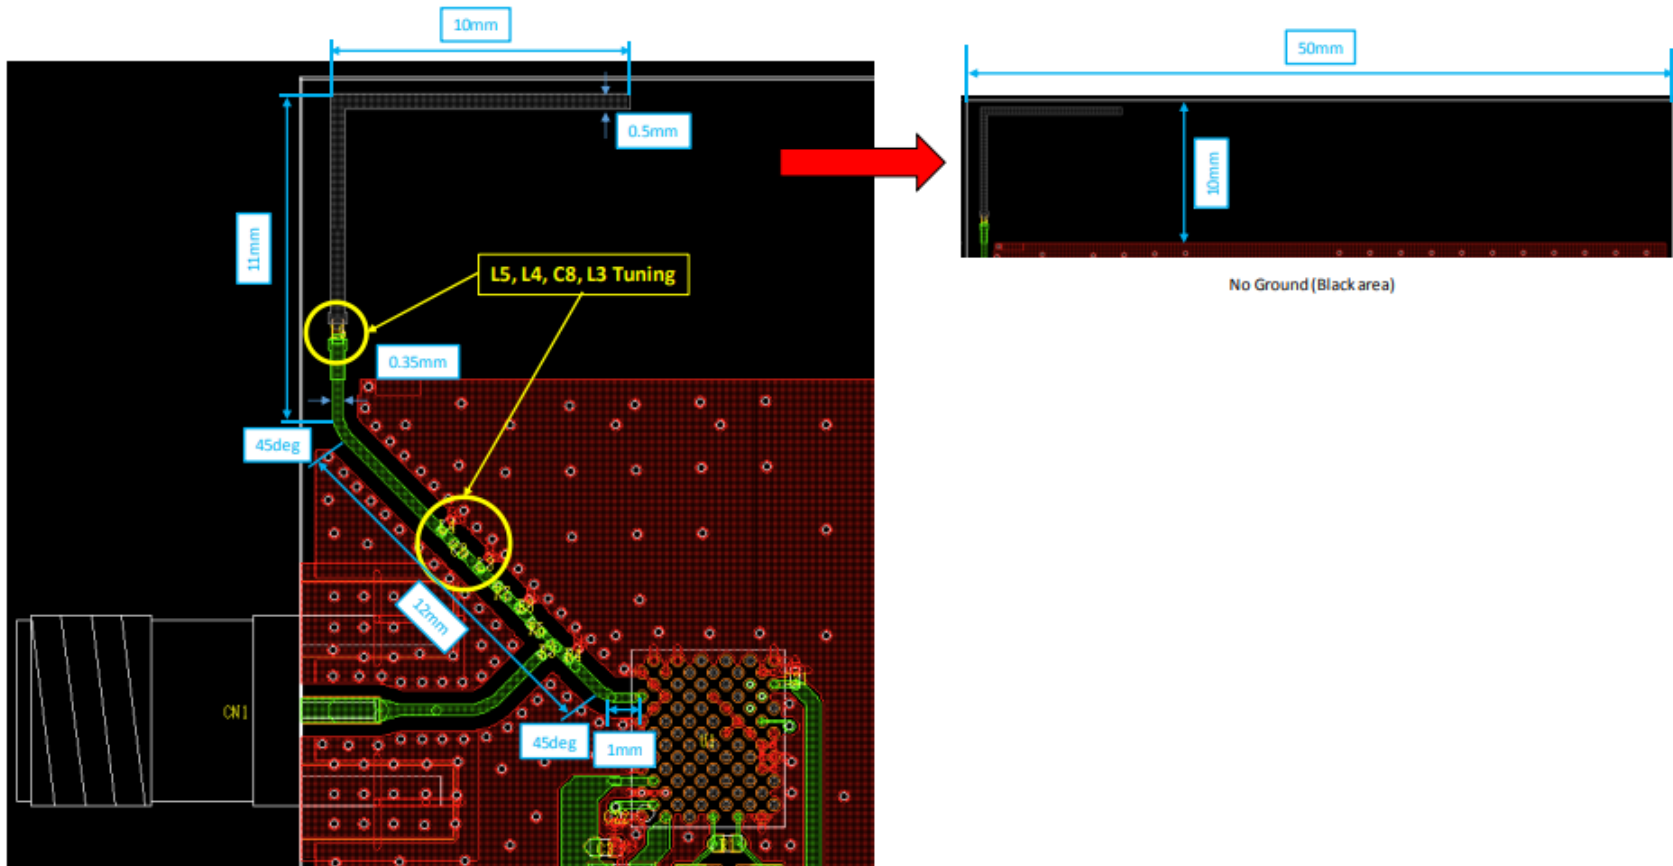 10mm
50mm
0.5mm
10mm
11mm
L5, L4, C8, L3 Tuning
No Ground (Black area)
0.35mm
45deg
12mm
CN1
45deg
1mm